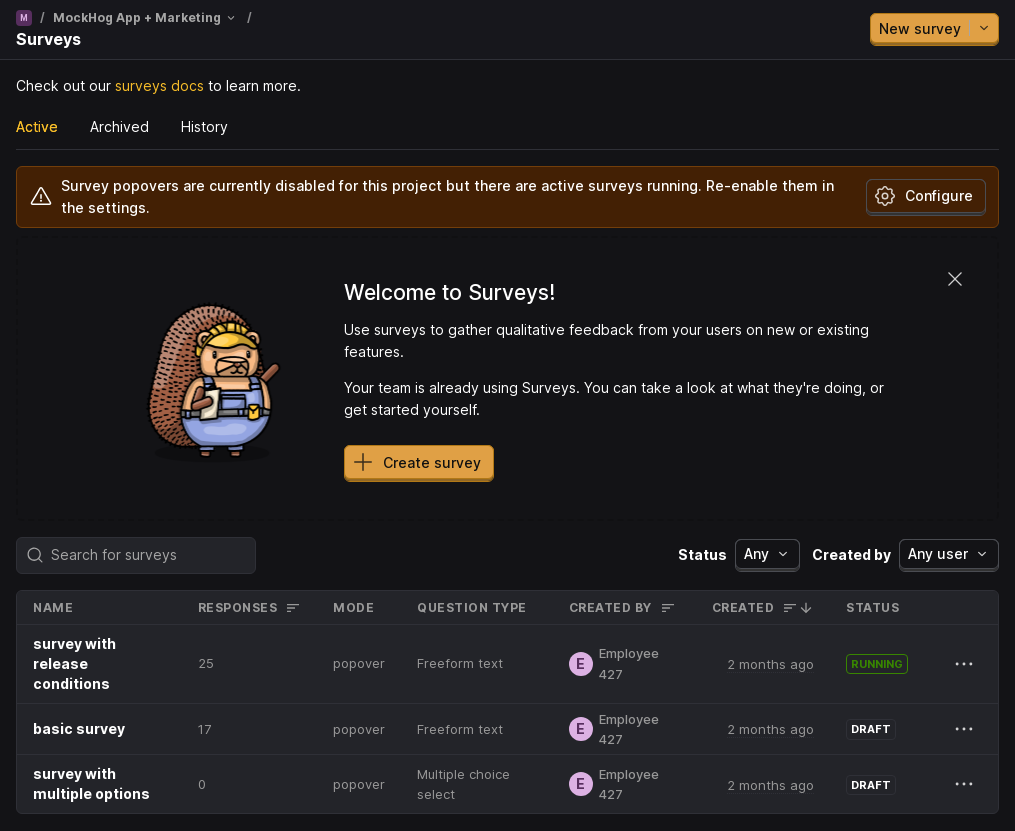 M / MockHog App + Marketing /
Surveys
New survey
Check out our surveys docs to learn more.
Active Archived History
Survey popovers are currently disabled for this project but there are active surveys running. Re-enable them in
the settings.
Configure
Welcome to Surveys!
Use surveys to gather qualitative feedback from your users on new or existing
features.
Your team is already using Surveys. You can take a look at what they're doing, or
get started yourself.
Create survey
Search for surveys
Status Any Created by Any user
NAME RESPONSES MODE QUESTION TYPE CREATED BY CREATED STATUS
survey with
release
conditions
25 popover Freeform text E Employee
427
2 months ago RUNNING
basic survey 17 popover Freeform text E Employee
427
2 months ago DRAFT
survey with
multiple options
0 popover Multiple choice
select
E Employee
427
2 months ago DRAFT